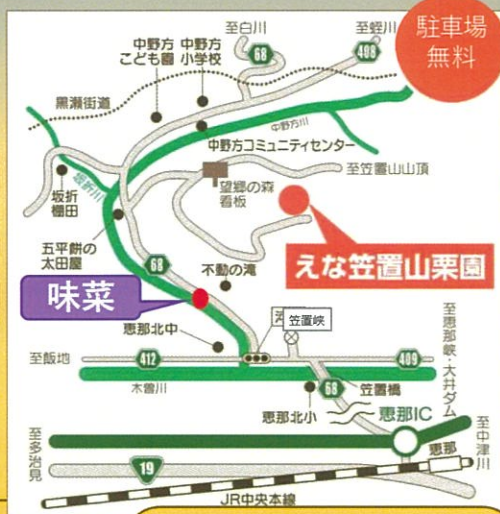 駐車場
無料
至白川
至蛭川
68
408
中野方
こども園
中野方
小学校
黒瀬街道
中野方川
中野方コミュニティセンター
至笠置山山頂
坂折川
坂折
棚田
望郷の森
看板
五平餅の
太田屋
えな笠置山栗園
68
不動の滝
味菜
笠置峡
恵那北中
至飯地
412
409
木曽川
笠置橋
68
恵那北小
至恵那峡・大井ダム
恵那IC
至多治見
至中津川
恵那
19
JR中央本線